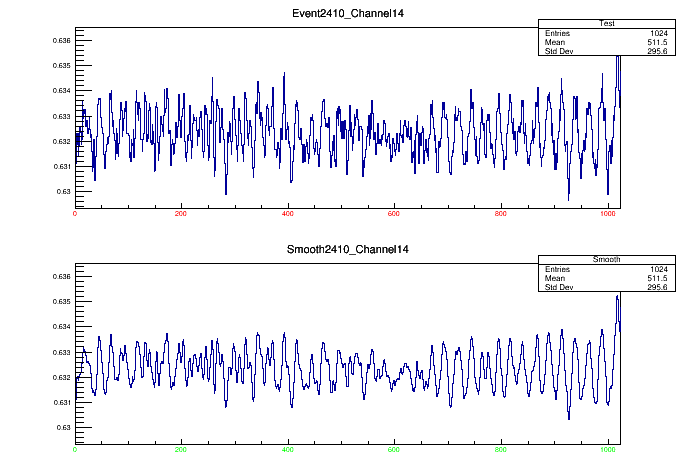 Event2410_Channel14
Test
Entries 1024
Mean 511.5
Std Dev 295.6
0.636
0.635
0.634
0.633
0.632
0.631
0.63
0 200 400 600 800 1000
Smooth2410_Channel14
Smooth
Entries 1024
Mean 511.5
Std Dev 295.6
0.636
0.635
0.634
0.633
0.632
0.631
0.63
0 200 400 600 800 1000